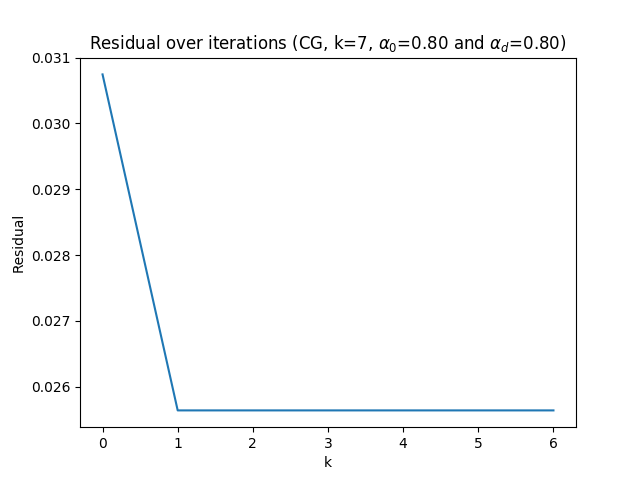 Residual over iterations (CG, k=7, α₀=0.80 and α_d=0.80)
0.031
0.030
0.029
0.028
0.027
0.026
Residual
0 1 2 3 4 5 6
k